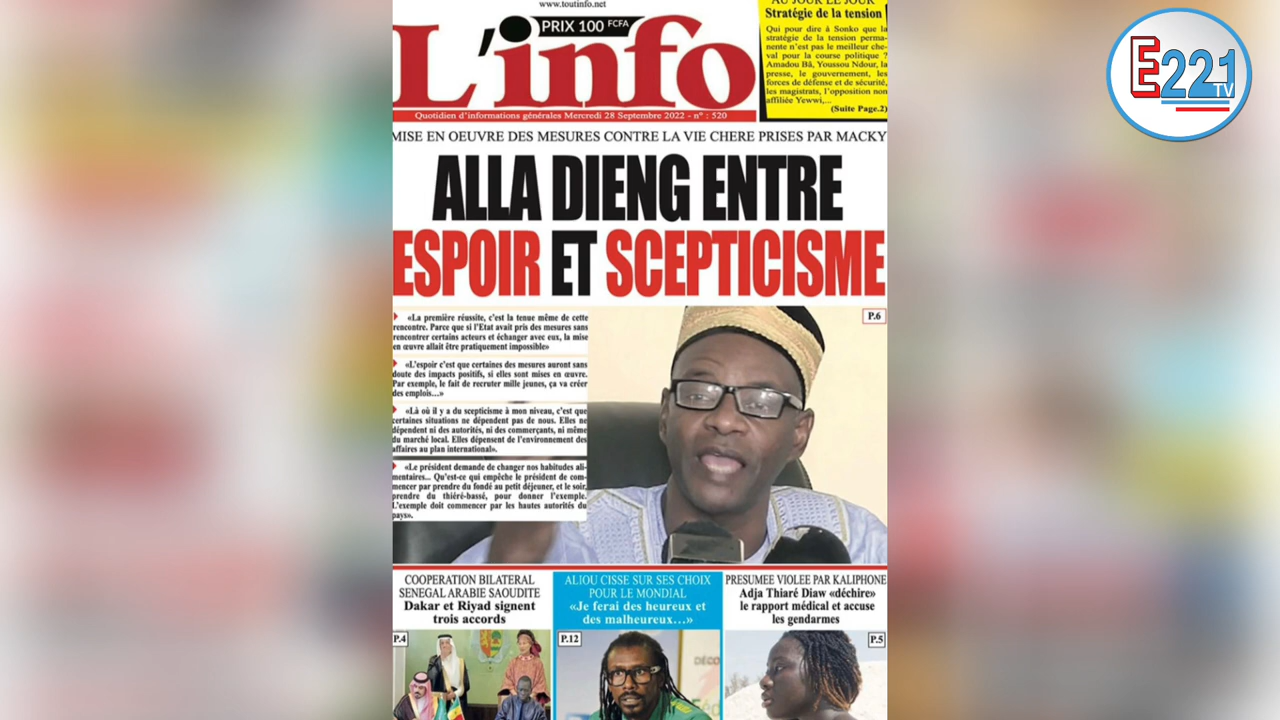 www.toutinfo.net
PRIX 100 FCFA
L'info
Quotidien d'informations générales Mercredi 28 Septembre 2022 - n° : 520
AU JOUR LE JOUR
Stratégie de la tension
Qui pour dire à Sonko que la
stratégie de la tension perma-
nente n'est pas le meilleur che-
val pour la course politique ?
Amadou Bâ, Youssou Ndour, la
presse, le gouvernement, les
forces de défense et de sécurité,
les magistrats, l'opposition non
affiliée Yewwi,...
(Suite Page.2)
E221
TV
MISE EN OEUVRE DES MESURES CONTRE LA VIE CHERE PRISES PAR MACKY
ALLA DIENG ENTRE
ESPOIR ET SCEPTICISME
P.6
«La première réussite, c'est la tenue même de cette
rencontre. Parce que si l'Etat avait pris des mesures sans
rencontrer certains acteurs et échanger avec eux, la mise
en œuvre allait être pratiquement impossible»
«L'espoir c'est que certaines des mesures auront sans
doute des impacts positifs, si elles sont mises en œuvre.
Par exemple, le fait de recruter mille jeunes, ça va créer
des emplois...»
«Là où il y a du scepticisme à mon niveau, c'est que
certaines situations ne dépendent pas de nous. Elles ne
dépendent ni des autorités, ni des commerçants, ni même
du marché local. Elles dépensent de l'environnement des
affaires au plan international».
«Le président demande de changer nos habitudes ali-
mentaires... Qu'est-ce qui empêche le président de com-
mencer par prendre du fondé au petit déjeuner, et le soir,
prendre du thiéré-bassé, pour donner l'exemple.
L'exemple doit commencer par les hautes autorités du
pays».
COOPERATION BILATERAL
SENEGAL ARABIE SAOUDITE
Dakar et Riyad signent
trois accords
P.4
ALIOU CISSE SUR SES CHOIX
POUR LE MONDIAL
«Je ferai des heureux et
des malheureux...»
P.12
PRESUMEE VIOLEE PAR KALIPHONE
Adja Thiaré Diaw «déchire»
le rapport médical et accuse
les gendarmes
P.5